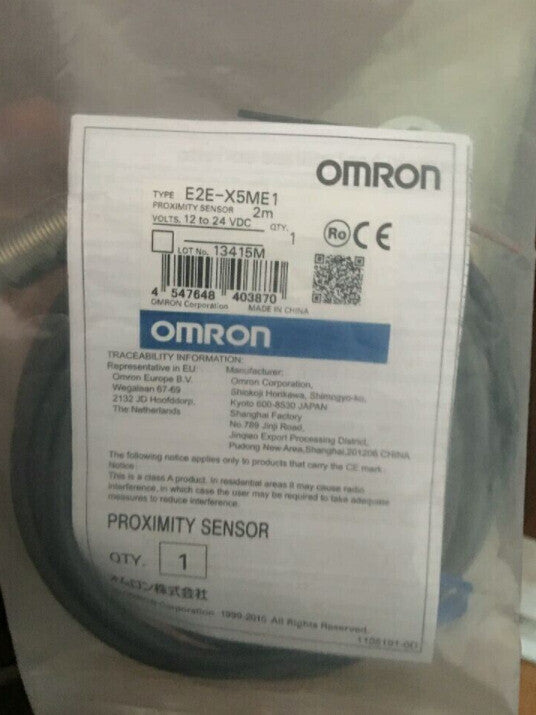 OMRON
TYPE E2E-X5ME1
PROXIMITY SENSOR 2m
VOLTS. 12 to 24 VDC QTY.
1
LOT No. 13415M
4 547648 403870
OMRON Corporation MADE IN CHINA
Ro CE
OMRON
TRACEABILITY INFORMATION:
Representative in EU:
Omron Europe B.V.
Wegalaan 67-69
2132 JD Hoofddorp,
The Netherlands
Manufacturer:
Omron Corporation,
Shiokoji Horikawa, Shimogyo-ku,
Kyoto 600-8530 JAPAN
Shanghai Factory
No.789 Jinji Road,
Jinqiao Export Processing District,
Pudong New Area,Shanghai,201206 CHINA
The following notice applies only to products that carry the CE mark
Notice:
This is a class A product. In residential areas it may cause radio
interference, in which case the user may be required to take adequate
measures to reduce interference.
PROXIMITY SENSOR
QTY. 1
オムロン株式会社
Corporation 1999-2010 All Rights Reserved.